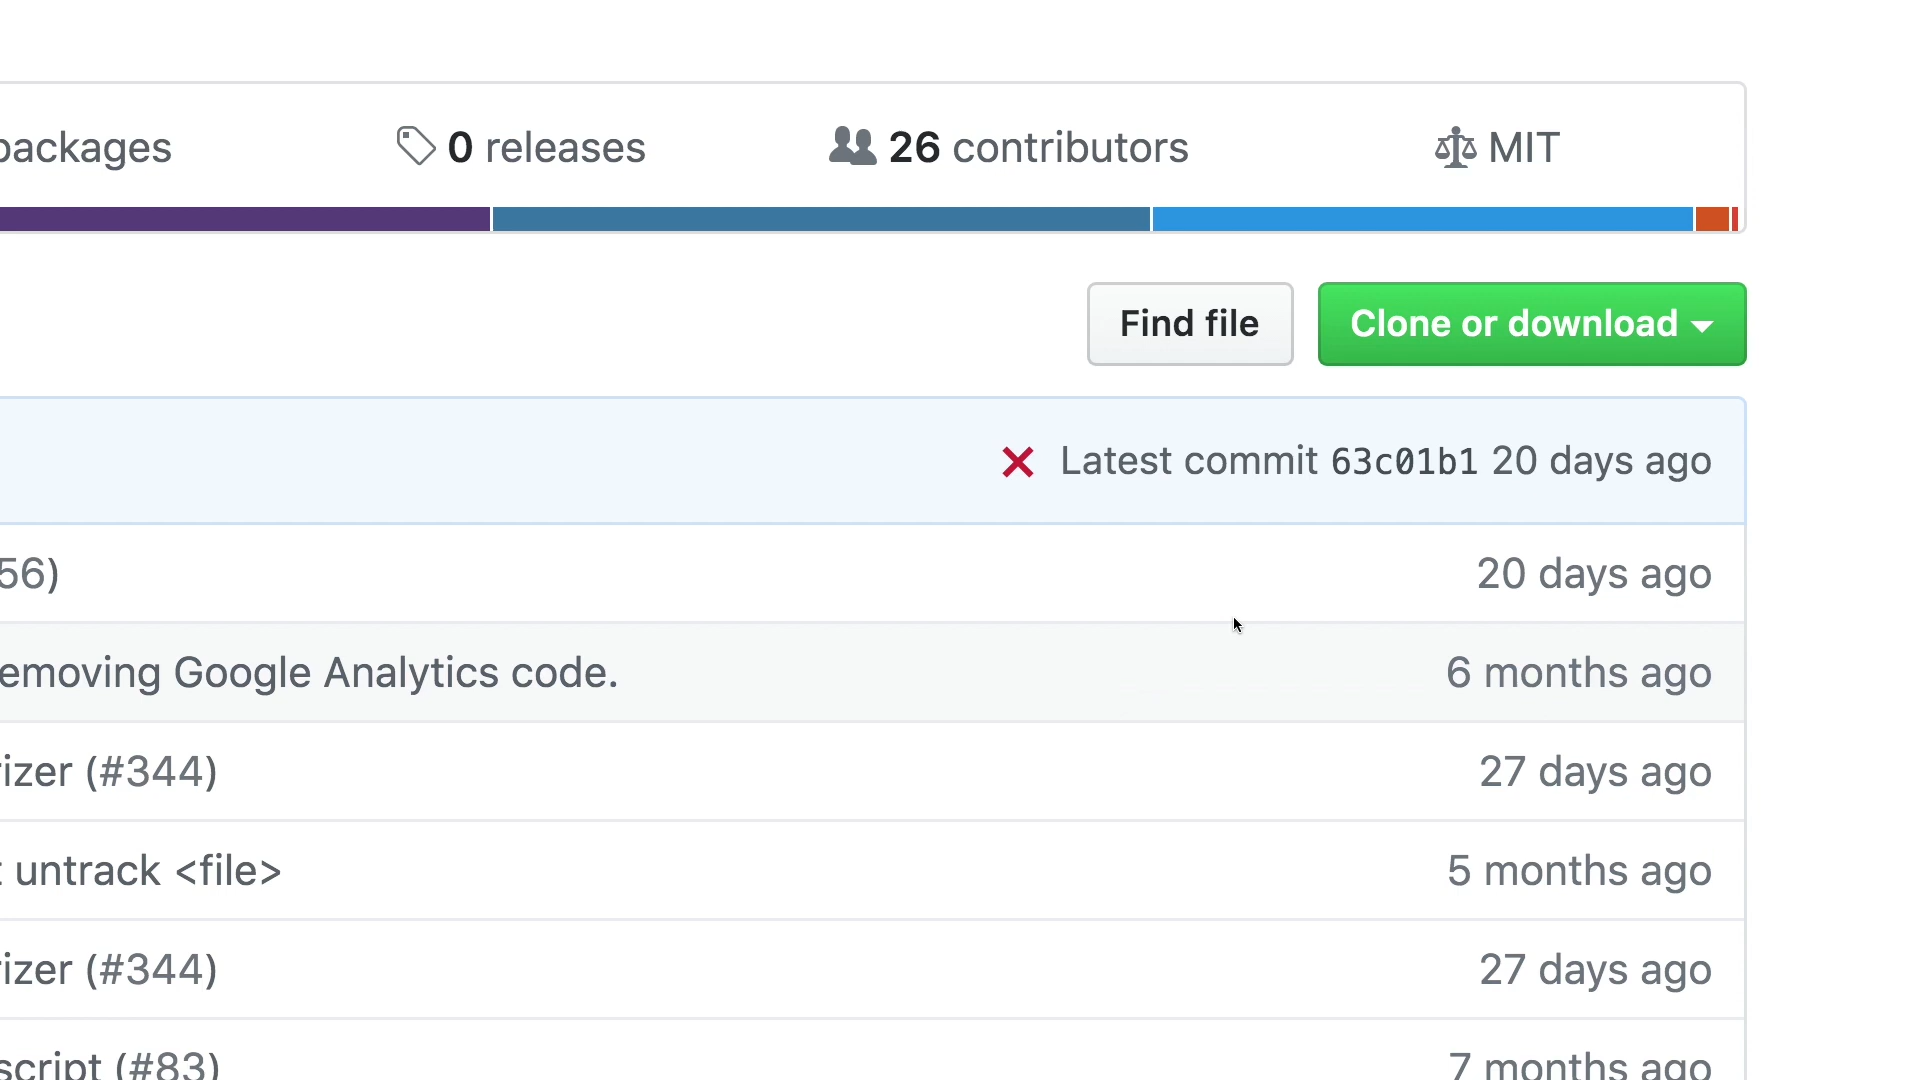 packages 0 releases 26 contributors MIT
Find file Clone or download
Latest commit 63c01b1 20 days ago
56) 20 days ago
emoving Google Analytics code. 6 months ago
izer (#344) 27 days ago
untrack <file> 5 months ago
izer (#344) 27 days ago
script (#83) 7 months ago